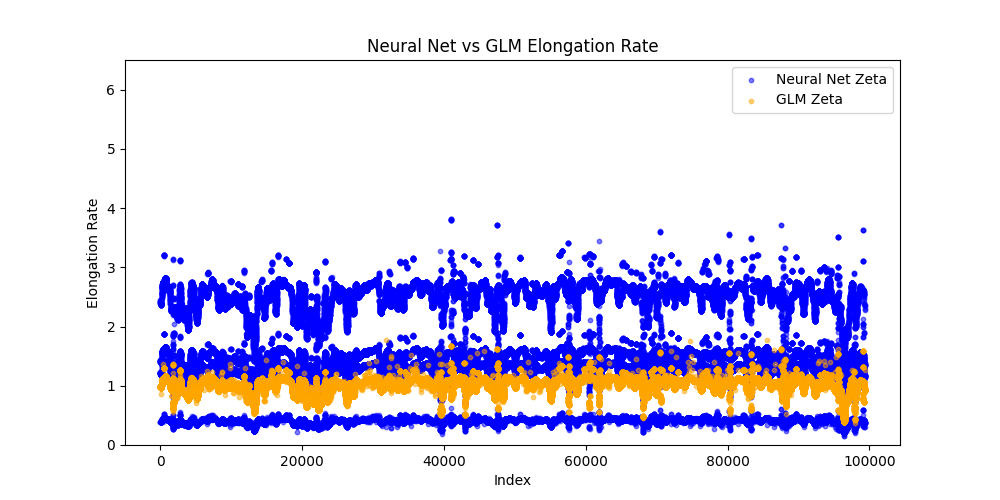 Neural Net vs GLM Elongation Rate
Neural Net Zeta
GLM Zeta
Elongation Rate
6
5
4
3
2
1
0
0 20000 40000 60000 80000 100000
Index